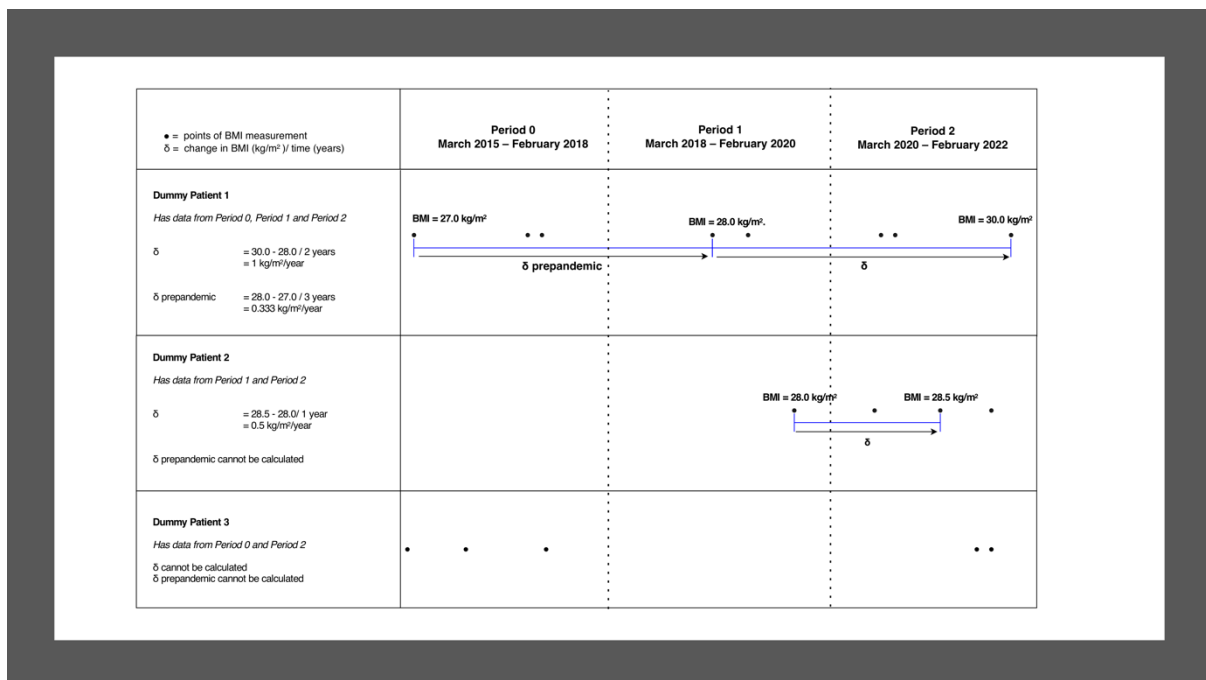 ● = points of BMI measurement
δ = change in BMI (kg/m² )/ time (years)
Period 0
March 2015 – February 2018
Period 1
March 2018 – February 2020
Period 2
March 2020 – February 2022
Dummy Patient 1
Has data from Period 0, Period 1 and Period 2
δ = 30.0 - 28.0 / 2 years
= 1 kg/m²/year
δ prepandemic = 28.0 - 27.0 / 3 years
= 0.333 kg/m²/year
BMI = 27.0 kg/m²
BMI = 28.0 kg/m².
BMI = 30.0 kg/m²
δ prepandemic
δ
Dummy Patient 2
Has data from Period 1 and Period 2
δ = 28.5 - 28.0/ 1 year
= 0.5 kg/m²/year
δ prepandemic cannot be calculated
BMI = 28.0 kg/m²
BMI = 28.5 kg/m²
δ
Dummy Patient 3
Has data from Period 0 and Period 2
δ cannot be calculated
δ prepandemic cannot be calculated